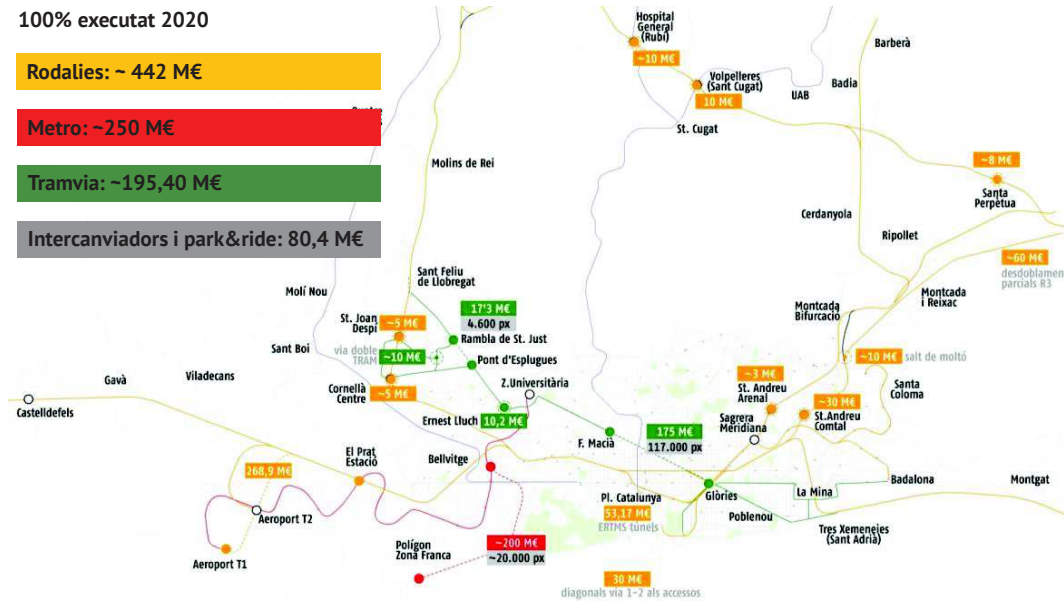 100% executat 2020
Rodalies: ~ 442 M€
Metro: ~250 M€
Tramvia: ~195,40 M€
Intercanviadors i park&ride: 80,4 M€
Hospital
General
(Rubí)
~10 M€
Volpelleres
(Sant Cugat)
10 M€
UAB
Barberà
Badia
St. Cugat
Molins de Rei
~8 M€
Santa
Perpètua
Cerdanyola
Ripollet
~60 M€
desdoblament
parcials R3
Montcada
i Reixac
Montcada
Bifurcació
Sant Feliu
de Llobregat
Molí Nou
17'3 M€
4.600 px
St. Joan
Despí
~5 M€
Rambla de St. Just
Sant Boi
via doble
TRAM
~10 M€
Pont d'Esplugues
~10 M€
salt de moltó
Gavà
Viladecans
Cornellà
Centre
~5 M€
Z.Universitària
~3 M€
St. Andreu
Arenal
Santa
Coloma
Castelldefels
Ernest Lluch
10,2 M€
~30 M€
St.Andreu
Comtal
Sagrera
Meridiana
F. Macià
175 M€
117.000 px
El Prat
Estació
Bellvitge
268,9 M€
Badalona
Montgat
Glòries
La Mina
Pl. Catalunya
53,17 M€
ERTMS túnels
Poblenou
Aeroport T2
Tres Xemeneies
(Sant Adrià)
Polígon
Zona Franca
~200 M€
~20.000 px
Aeroport T1
30 M€
diagonals via 1-2 als accessos